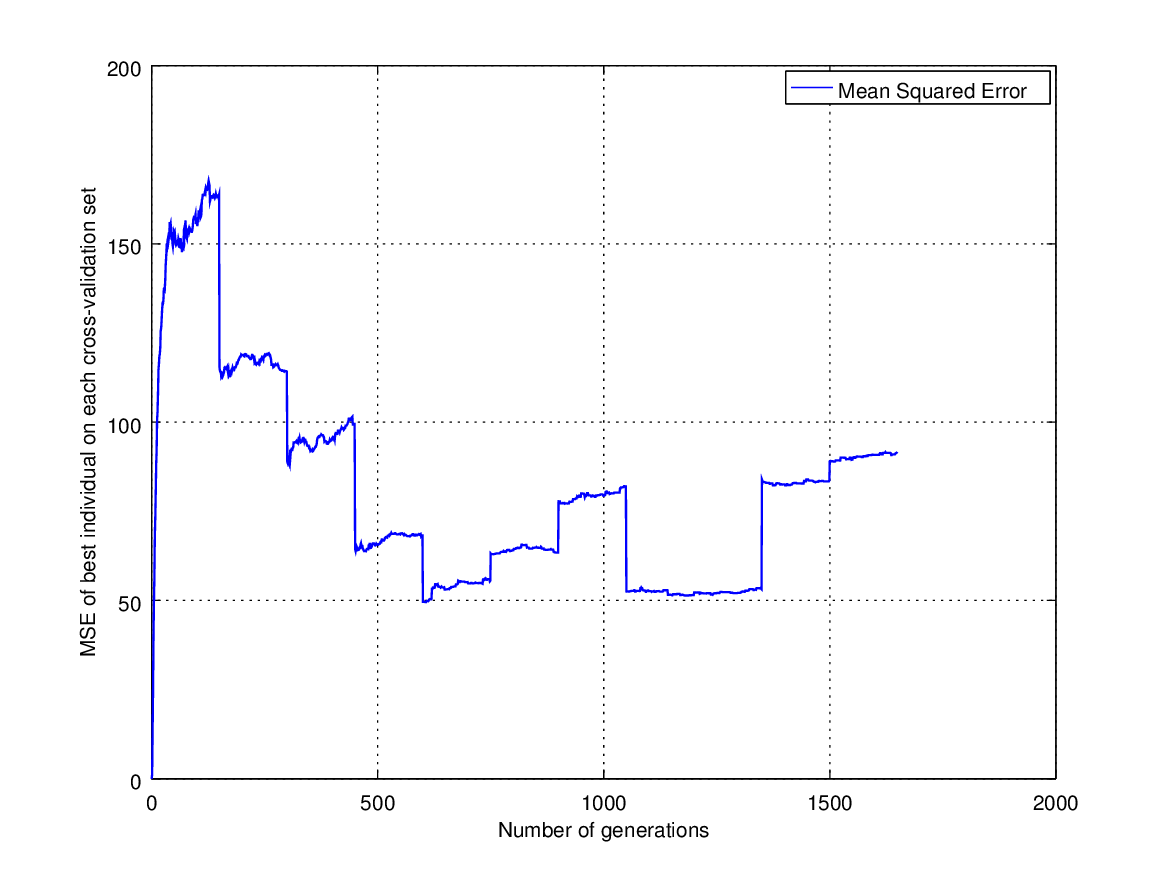 200
150
100
50
0
0 500 1000 1500 2000
Mean Squared Error
MSE of best individual on each cross-validation set
Number of generations